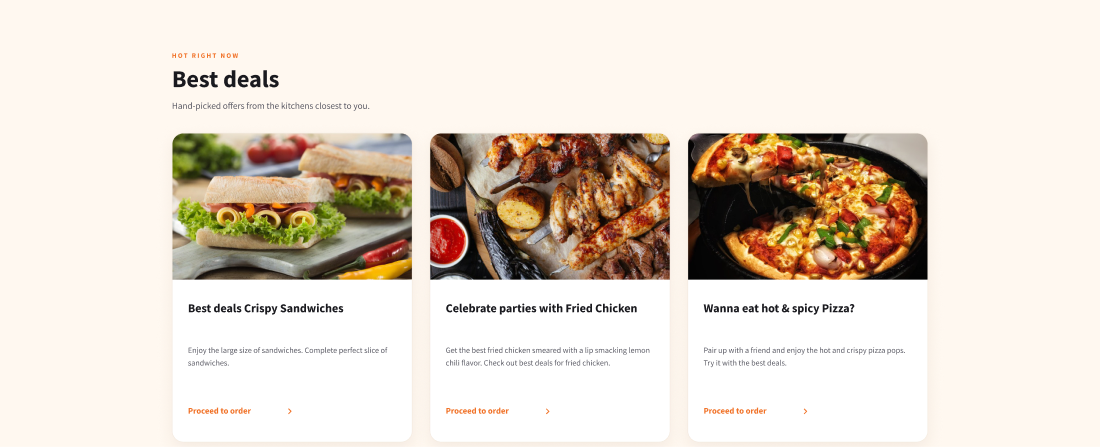 HOT RIGHT NOW
Best deals
Hand-picked offers from the kitchens closest to you.
Best deals Crispy Sandwiches
Enjoy the large size of sandwiches. Complete perfect slice of
sandwiches.
Proceed to order
Celebrate parties with Fried Chicken
Get the best fried chicken smeared with a lip smacking lemon
chili flavor. Check out best deals for fried chicken.
Proceed to order
Wanna eat hot & spicy Pizza?
Pair up with a friend and enjoy the hot and crispy pizza pops.
Try it with the best deals.
Proceed to order